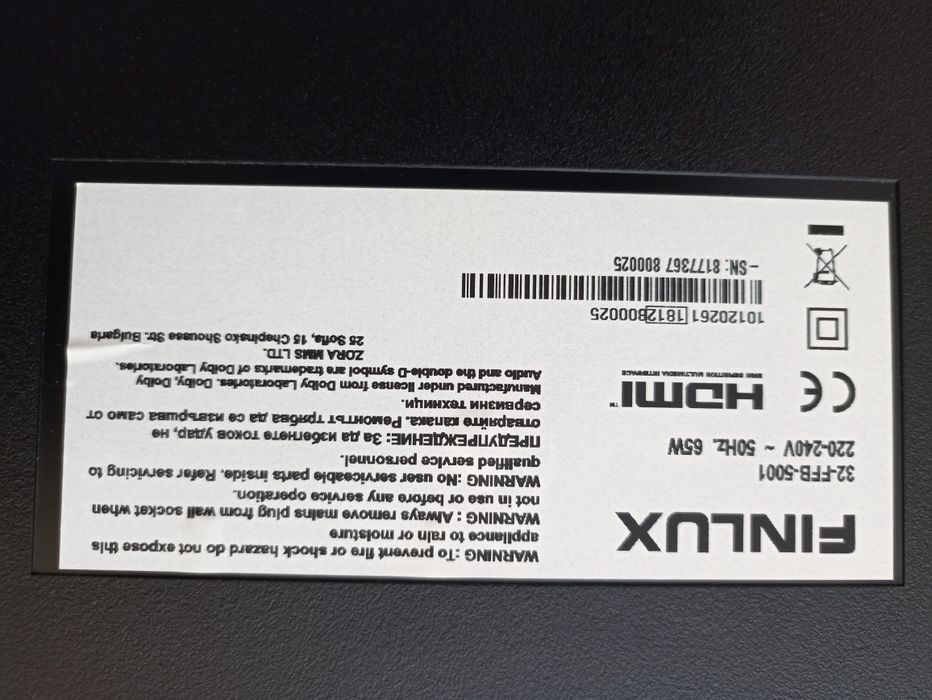 FINLUX
32-FFB-5001
220-240V ~ 50Hz, 65W
CE
HDMI™
HIGH DEFINITION MULTIMEDIA INTERFACE
10120261 1812 B00025
-SN: 8177367 800025
WARNING :To prevent fire or shock hazard do not expose this
appliance to rain or moisture
WARNING : Always remove mains plug from wall socket when
not in use or before any service operation.
WARNING :No user serviceable parts inside. Refer servicing to
qualified service personnel.
ПРЕДУПРЕЖДЕНИЕ: За да избегнете токов удар, не
отваряйте капака. Ремонтът трябва да се извършва само от
сервизни техници.
Manufactured under license from Dolby Laboratories. Dolby, Dolby
Audio and the double-D symbol are trademarks of Dolby Laboratories.
ZORA MMS LTD.
25 Sofia, 15 Chepinsko Shousse Str. Bulgaria